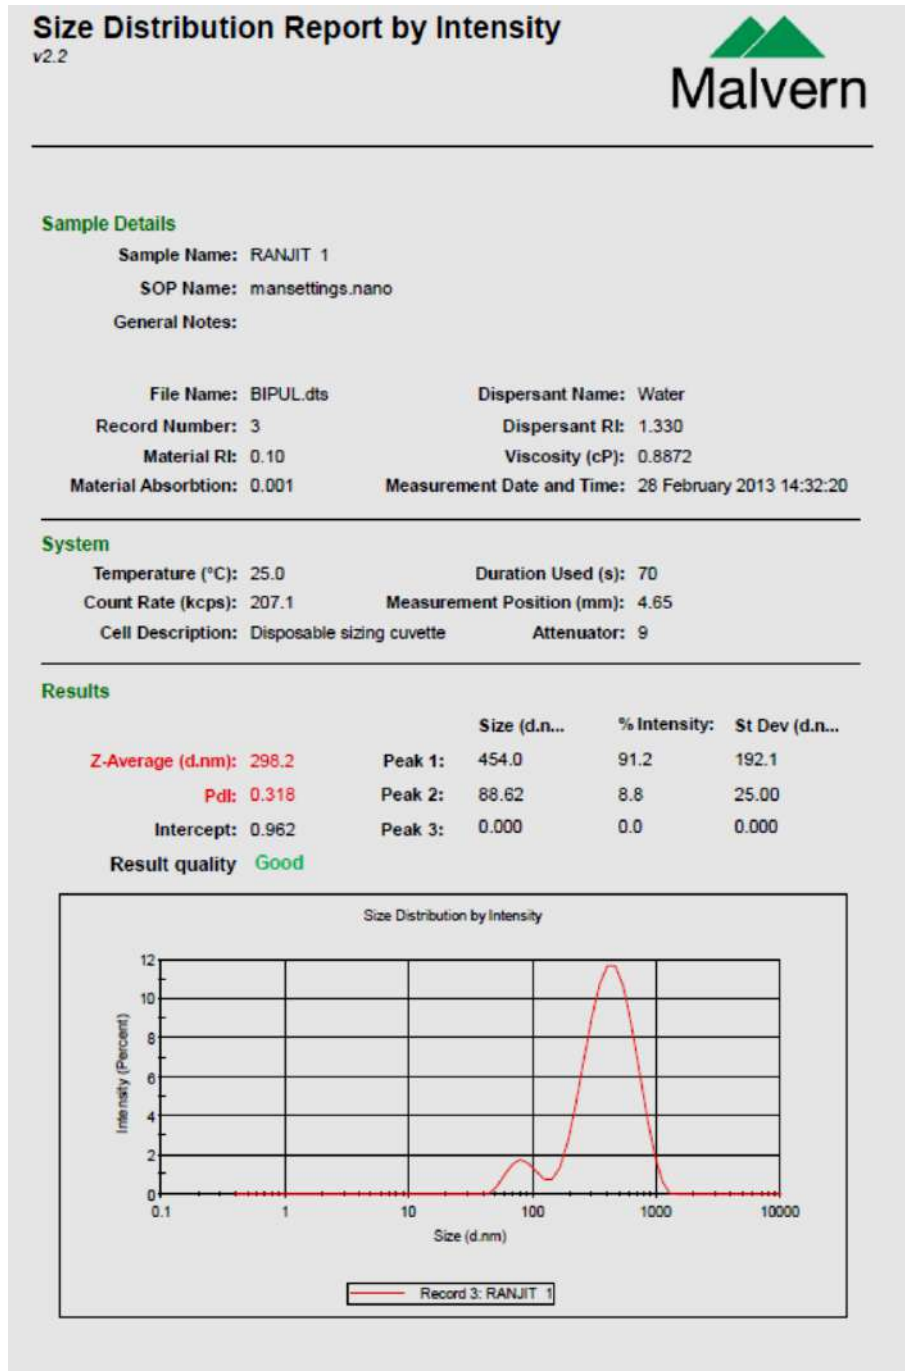 Size Distribution Report by Intensity
v2.2
Malvern
Sample Details
Sample Name: RANJIT 1
SOP Name: mansettings.nano
General Notes:
File Name: BIPUL.dts Dispersant Name: Water
Record Number: 3 Dispersant RI: 1.330
Material RI: 0.10 Viscosity (cP): 0.8872
Material Absorbtion: 0.001 Measurement Date and Time: 28 February 2013 14:32:20
System
Temperature (ºC): 25.0 Duration Used (s): 70
Count Rate (kcps): 207.1 Measurement Position (mm): 4.65
Cell Description: Disposable sizing cuvette Attenuator: 9
Results
Size (d.n... % Intensity: St Dev (d.n...
Z-Average (d.nm): 298.2 Peak 1: 454.0 91.2 192.1
PdI: 0.318 Peak 2: 88.62 8.8 25.00
Intercept: 0.962 Peak 3: 0.000 0.0 0.000
Result quality Good
Size Distribution by Intensity
Intensity (Percent)
12
10
8
6
4
2
0
0.1 1 10 100 1000 10000
Size (d.nm)
Record 3: RANJIT 1